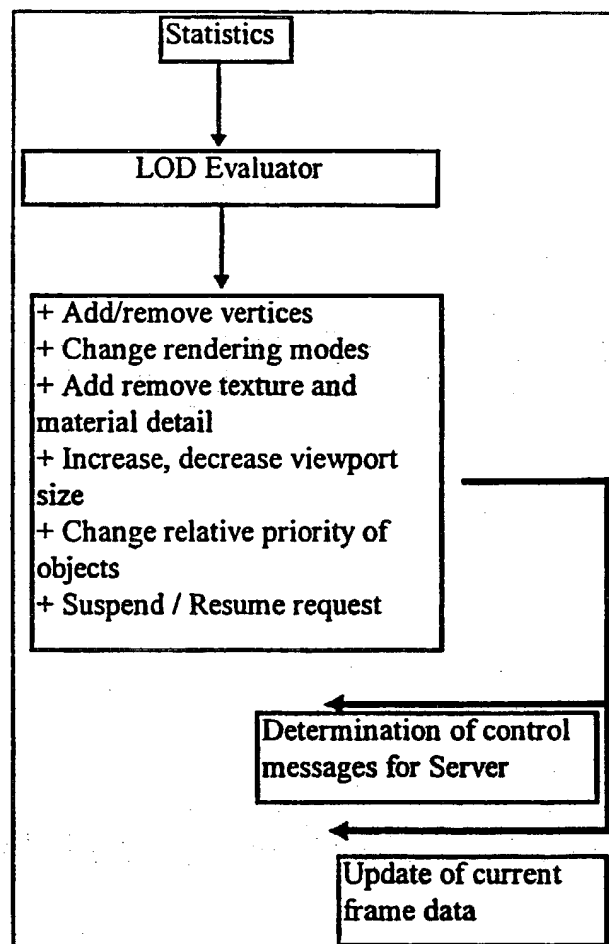 Statistics
LOD Evaluator
+ Add/remove vertices
+ Change rendering modes
+ Add remove texture and
material detail
+ Increase, decrease viewport
size
+ Change relative priority of
objects
+ Suspend / Resume request
Determination of control
messages for Server
Update of current
frame data